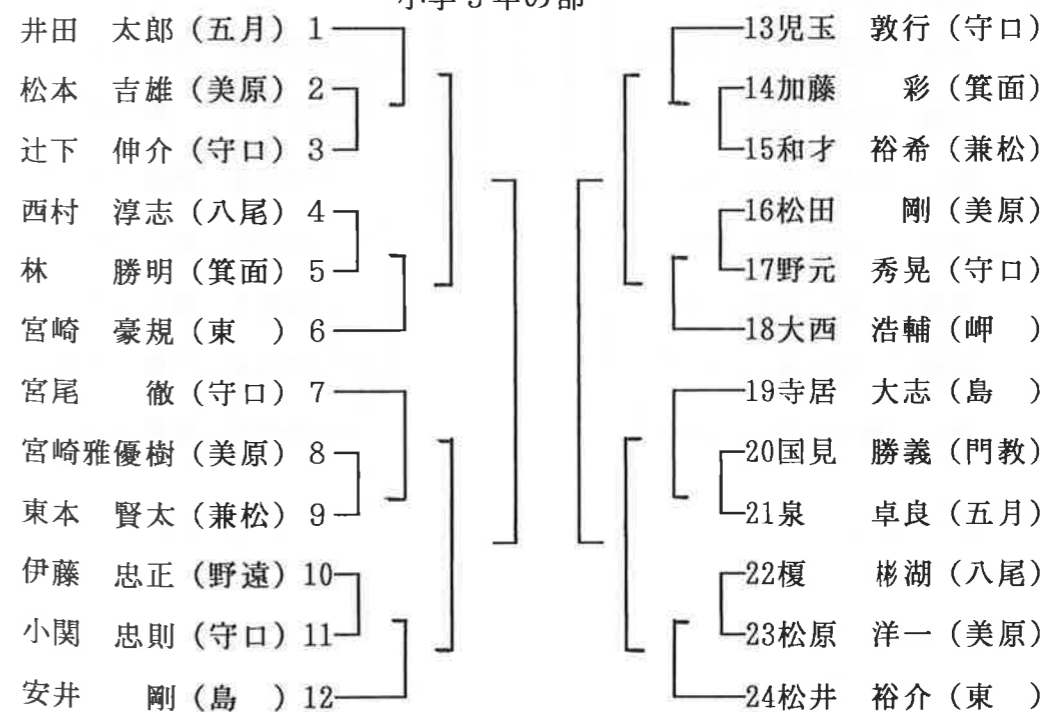 井田 太郎 (五月) 1
松本 吉雄 (美原) 2
辻下 伸介 (守口) 3
西村 淳志 (八尾) 4
林 勝明 (箕面) 5
宮崎 豪規 (東 ) 6
宮尾 徹 (守口) 7
宮崎雅優樹 (美原) 8
東本 賢太 (兼松) 9
伊藤 忠正 (野遠) 10
小関 忠則 (守口) 11
安井 剛 (島 ) 12
13児玉 敦行 (守口)
14加藤 彩 (箕面)
15和才 裕希 (兼松)
16松田 剛 (美原)
17野元 秀晃 (守口)
18大西 浩輔 (岬 )
19寺居 大志 (島 )
20国見 勝義 (門教)
21泉 卓良 (五月)
22榎 彬湖 (八尾)
23松原 洋一 (美原)
24松井 裕介 (東 )